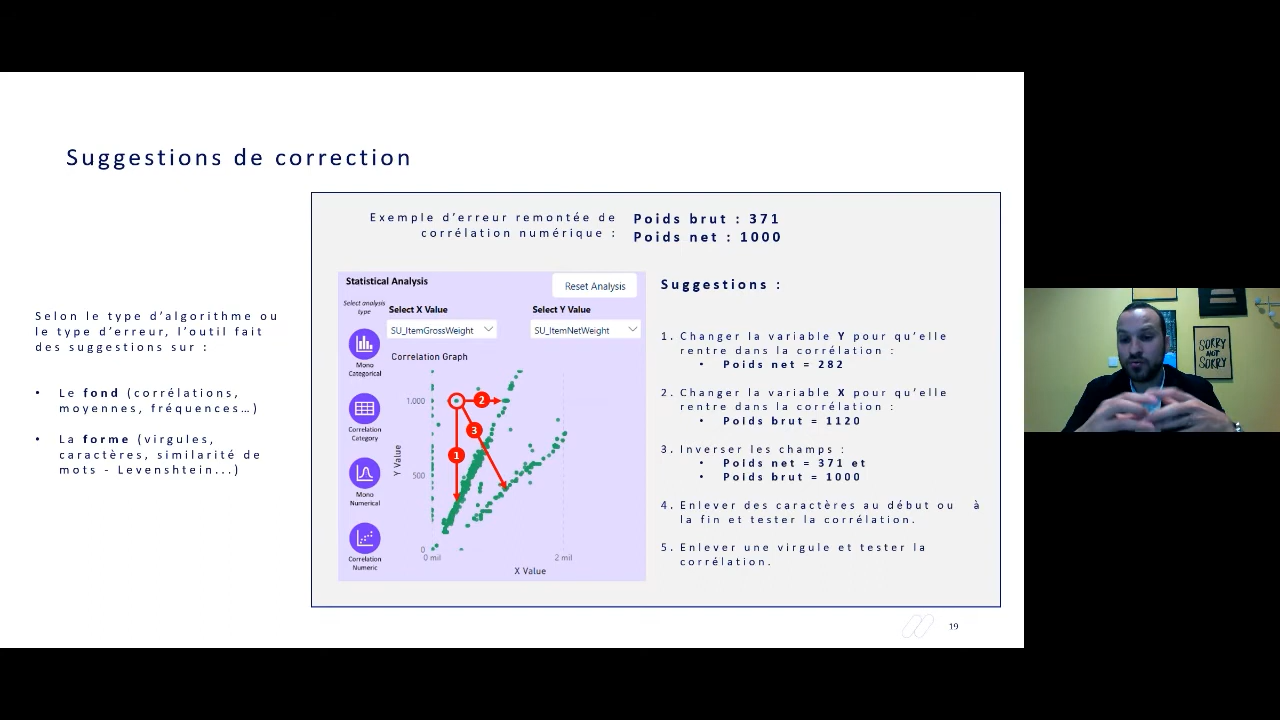 Suggestions de correction
Selon le type d'algorithme ou
le type d'erreur, l'outil fait
des suggestions sur :
• Le fond (corrélations,
moyennes, fréquences…)
• La forme (virgules,
caractères, similarité de
mots - Levenshtein...)
Exemple d'erreur remontée de
corrélation numérique :
Poids brut : 371
Poids net : 1000
Statistical Analysis
Reset Analysis
Select analysis
type
Select X Value
Select Y Value
SU_ItemGrossWeight
SU_ItemNetWeight
Mono
Categorical
Correlation
Category
Mono
Numerical
Correlation
Numeric
Correlation Graph
Y Value
1.000
500
0
0 mil
2 mil
X Value
1
2
3
Suggestions :
1. Changer la variable Y pour qu'elle
rentre dans la corrélation :
• Poids net = 282
2. Changer la variable X pour qu'elle
rentre dans la corrélation :
• Poids brut = 1120
3. Inverser les champs :
• Poids net = 371 et
• Poids brut = 1000
4. Enlever des caractères au début ou à
la fin et tester la corrélation.
5. Enlever une virgule et tester la
corrélation.
19
SORRY
NOT
SORRY